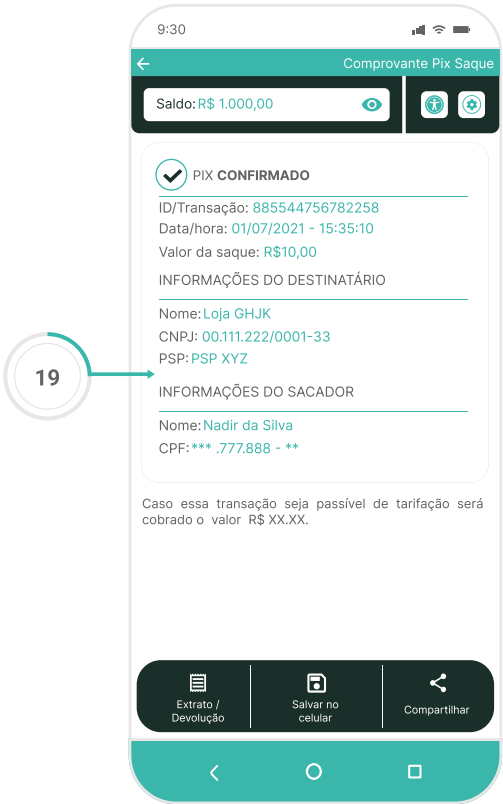 9:30
Comprovante Pix Saque
Saldo: R$ 1.000,00
PIX CONFIRMADO
ID/Transação: 885544756782258
Data/hora: 01/07/2021 - 15:35:10
Valor da saque: R$10,00
INFORMAÇÕES DO DESTINATÁRIO
Nome: Loja GHJK
CNPJ: 00.111.222/0001-33
PSP: PSP XYZ
19
INFORMAÇÕES DO SACADOR
Nome: Nadir da Silva
CPF: *** .777.888 - **
Caso essa transação seja passível de tarifação será
cobrado o valor R$ XX.XX.
Extrato /
Devolução
Salvar no
celular
Compartilhar